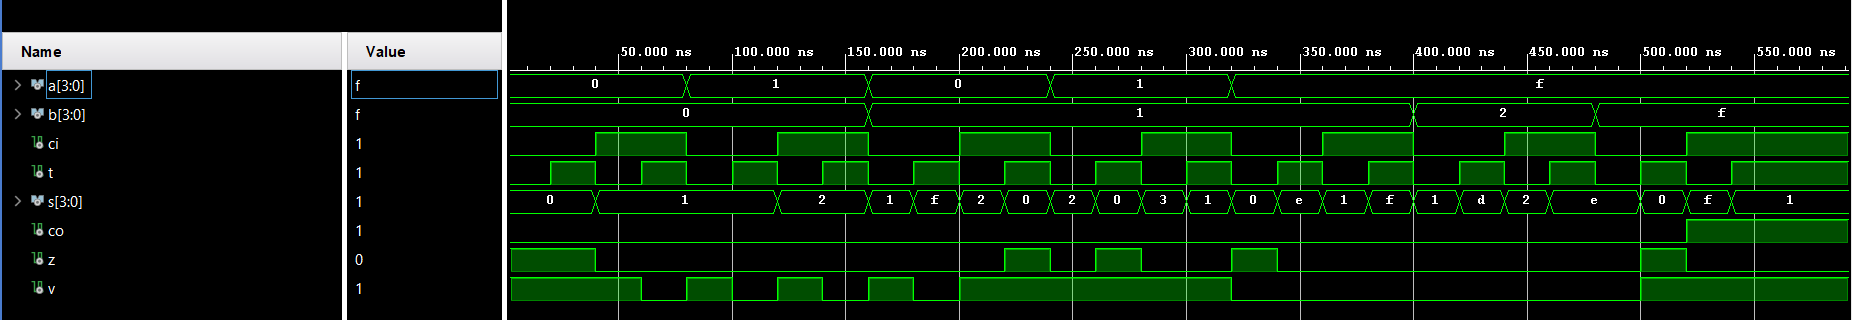 Name Value
50.000 ns 100.000 ns 150.000 ns 200.000 ns 250.000 ns 300.000 ns 350.000 ns 400.000 ns 450.000 ns 500.000 ns 550.000 ns
a[3:0] f 0 1 0 1 f
b[3:0] f 0 1 2 f
ci 1
t 1
s[3:0] 1 0 1 2 1 f 2 0 2 0 3 1 0 e 1 f 1 d 2 e 0 f 1
co 1
z 0
v 1